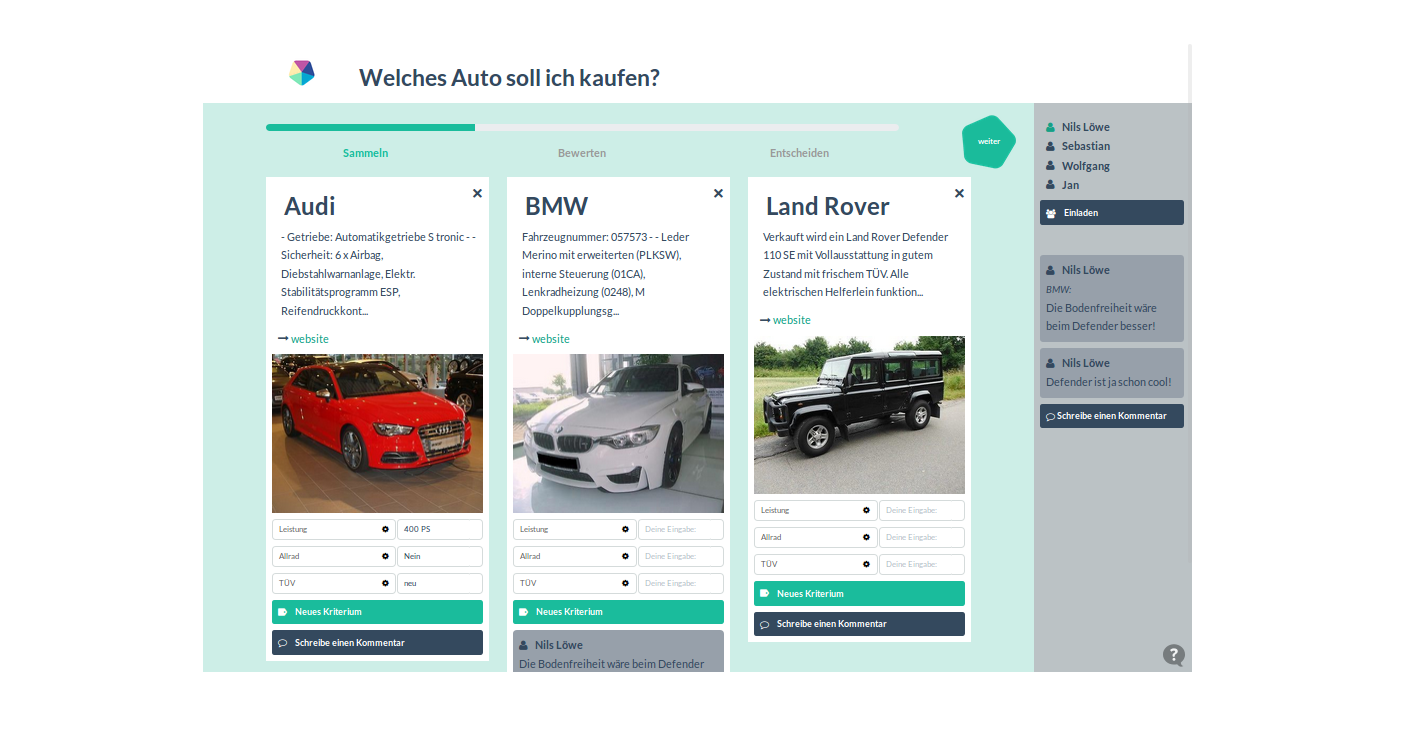 Welches Auto soll ich kaufen?
Sammeln
Bewerten
Entscheiden
weiter
Audi
- Getriebe: Automatikgetriebe S tronic - -
Sicherheit: 6 x Airbag,
Diebstahlwarnanlage, Elektr.
Stabilitätsprogramm ESP,
Reifendruckkont...
website
Leistung
400 PS
Allrad
Nein
TÜV
neu
Neues Kriterium
Schreibe einen Kommentar
BMW
Fahrzeugnummer: 057573 - - Leder
Merino mit erweiterten (PLKSW),
interne Steuerung (01CA),
Lenkradheizung (0248), M
Doppelkupplungsg...
website
Leistung
Deine Eingabe:
Allrad
Deine Eingabe:
TÜV
Deine Eingabe:
Neues Kriterium
Nils Löwe
Die Bodenfreiheit wäre beim Defender
Land Rover
Verkauft wird ein Land Rover Defender
110 SE mit Vollausstattung in gutem
Zustand mit frischem TÜV. Alle
elektrischen Helferlein funktion...
website
Leistung
Deine Eingabe:
Allrad
Deine Eingabe:
TÜV
Deine Eingabe:
Neues Kriterium
Schreibe einen Kommentar
Nils Löwe
Sebastian
Wolfgang
Jan
Einladen
Nils Löwe
BMW:
Die Bodenfreiheit wäre
beim Defender besser!
Nils Löwe
Defender ist ja schon cool!
Schreibe einen Kommentar
?